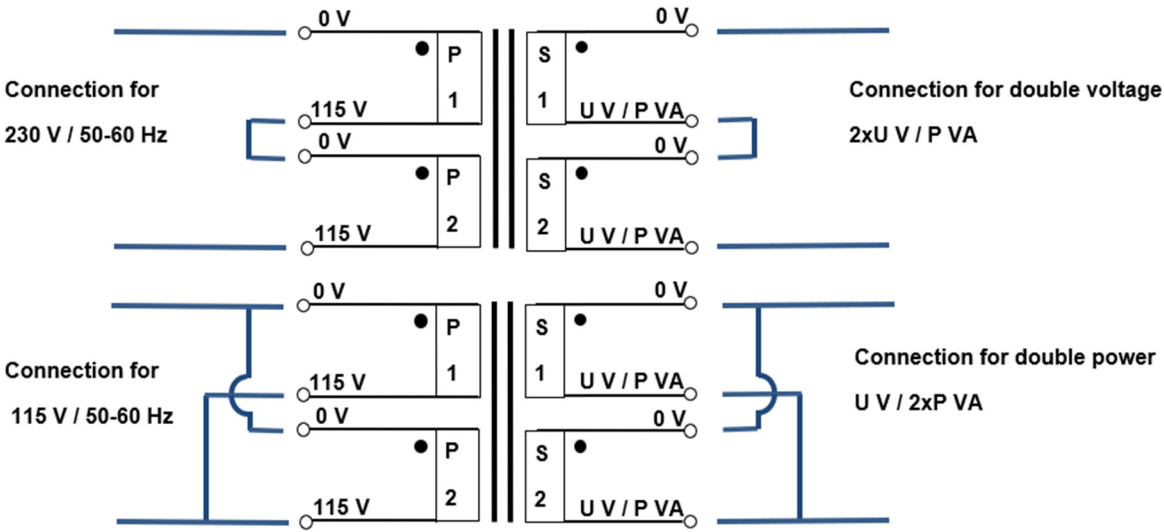 0 V
0 V
P
1
S
1
Connection for
230 V / 50-60 Hz
Connection for double voltage
2xU V / P VA
115 V
U V / P VA
0 V
0 V
P
2
S
2
115 V
U V / P VA
0 V
0 V
P
1
S
1
Connection for
115 V / 50-60 Hz
Connection for double power
U V / 2xP VA
115 V
U V / P VA
0 V
0 V
P
2
S
2
115 V
U V / P VA